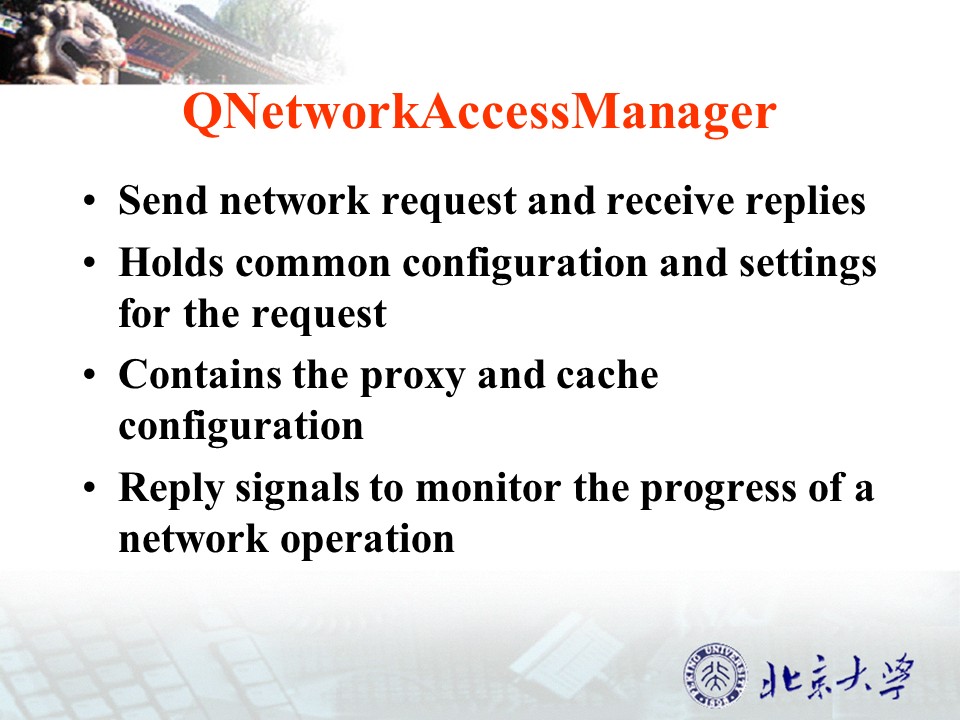 QNetworkAccessManager
• Send network request and receive replies
• Holds common configuration and settings
for the request
• Contains the proxy and cache
configuration
• Reply signals to monitor the progress of a
network operation
PEKING UNIVERSITY
1898
北京大学